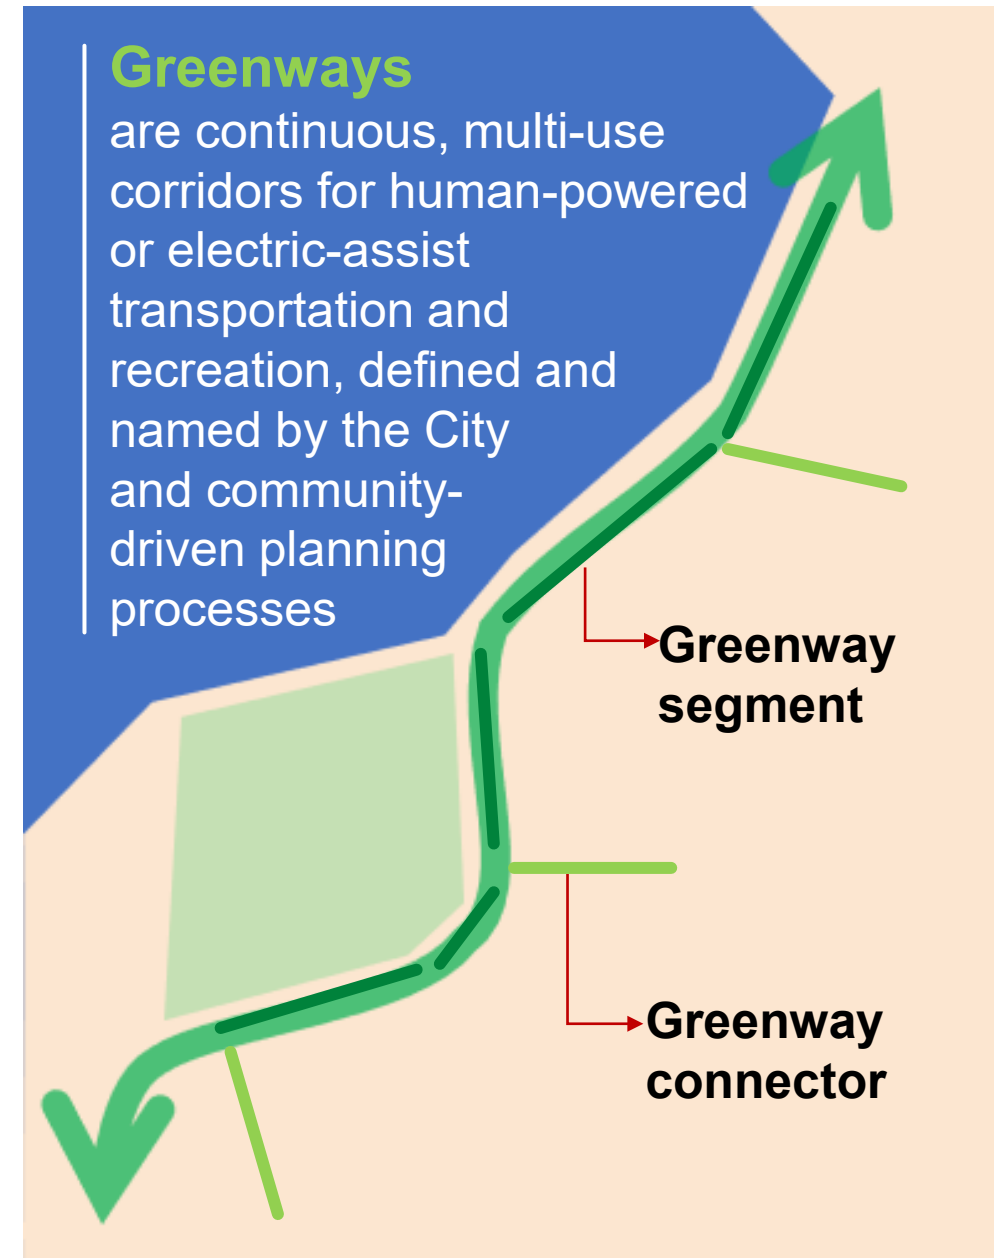 Greenways
are continuous, multi-use
corridors for human-powered
or electric-assist
transportation and
recreation, defined and
named by the City
and community-
driven planning
processes
Greenway
segment
Greenway
connector